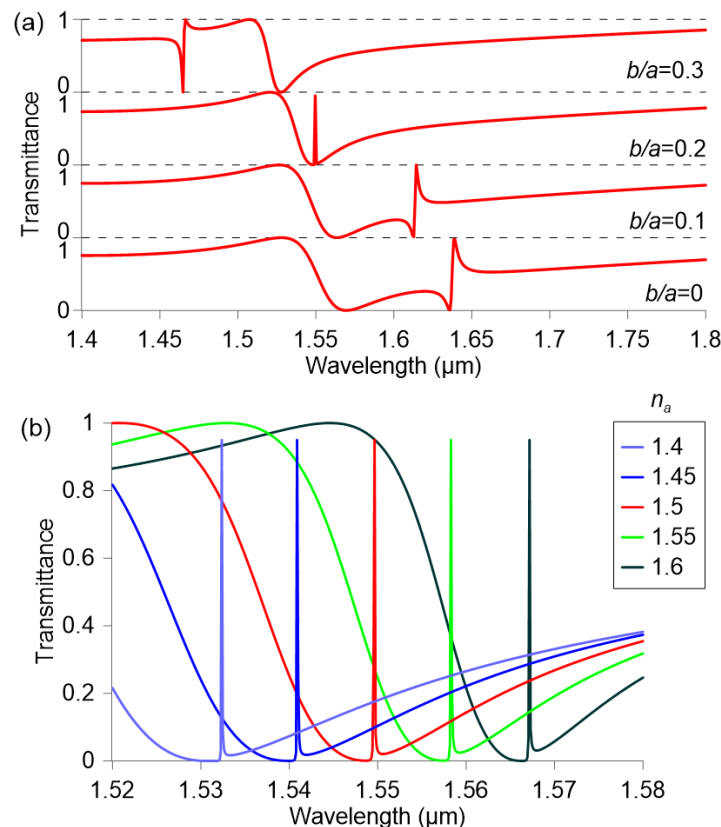 (a)
1
0
1
0
1
0
1
0
Transmittance
b/a=0.3
b/a=0.2
b/a=0.1
b/a=0
1.4 1.45 1.5 1.55 1.6 1.65 1.7 1.75 1.8
Wavelength (μm)
(b)
1
0.8
0.6
0.4
0.2
0
Transmittance
1.52 1.53 1.54 1.55 1.56 1.57 1.58
Wavelength (μm)
nₐ
1.4
1.45
1.5
1.55
1.6